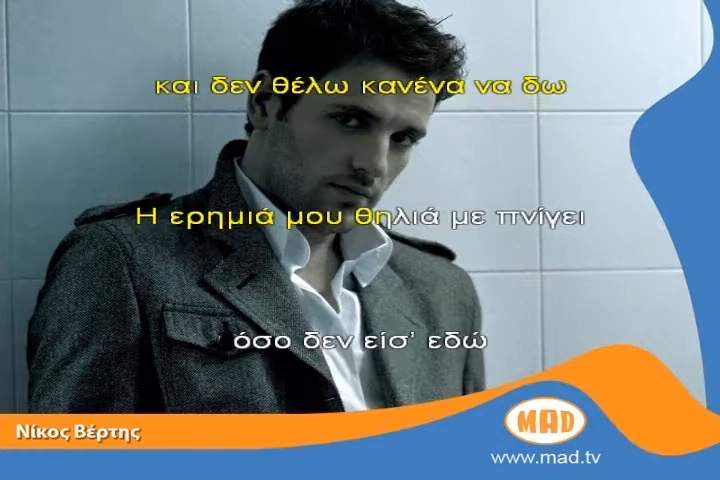 και δεν θέλω κανένα να δω
Η ερημιά μου θηλιά με πνίγει
όσο δεν είσ' εδώ
Νίκος Βέρτης
MAD
www.mad.tv